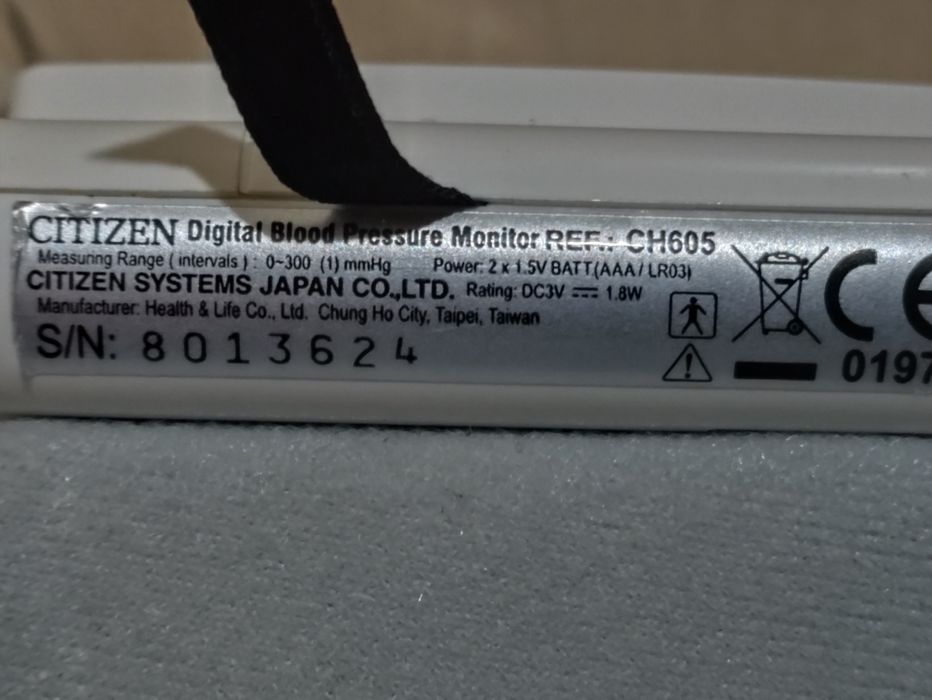 CITIZEN Digital Blood Pressure Monitor REF.: CH605
Measuring Range ( intervals ) : 0~300 (1) mmHg Power: 2 x 1.5V BATT(AAA / LR03)
CITIZEN SYSTEMS JAPAN CO.,LTD. Rating: DC3V ⎓ 1.8W
Manufacturer: Health & Life Co., Ltd. Chung Ho City, Taipei, Taiwan
S/N: 8013624
CE
0197